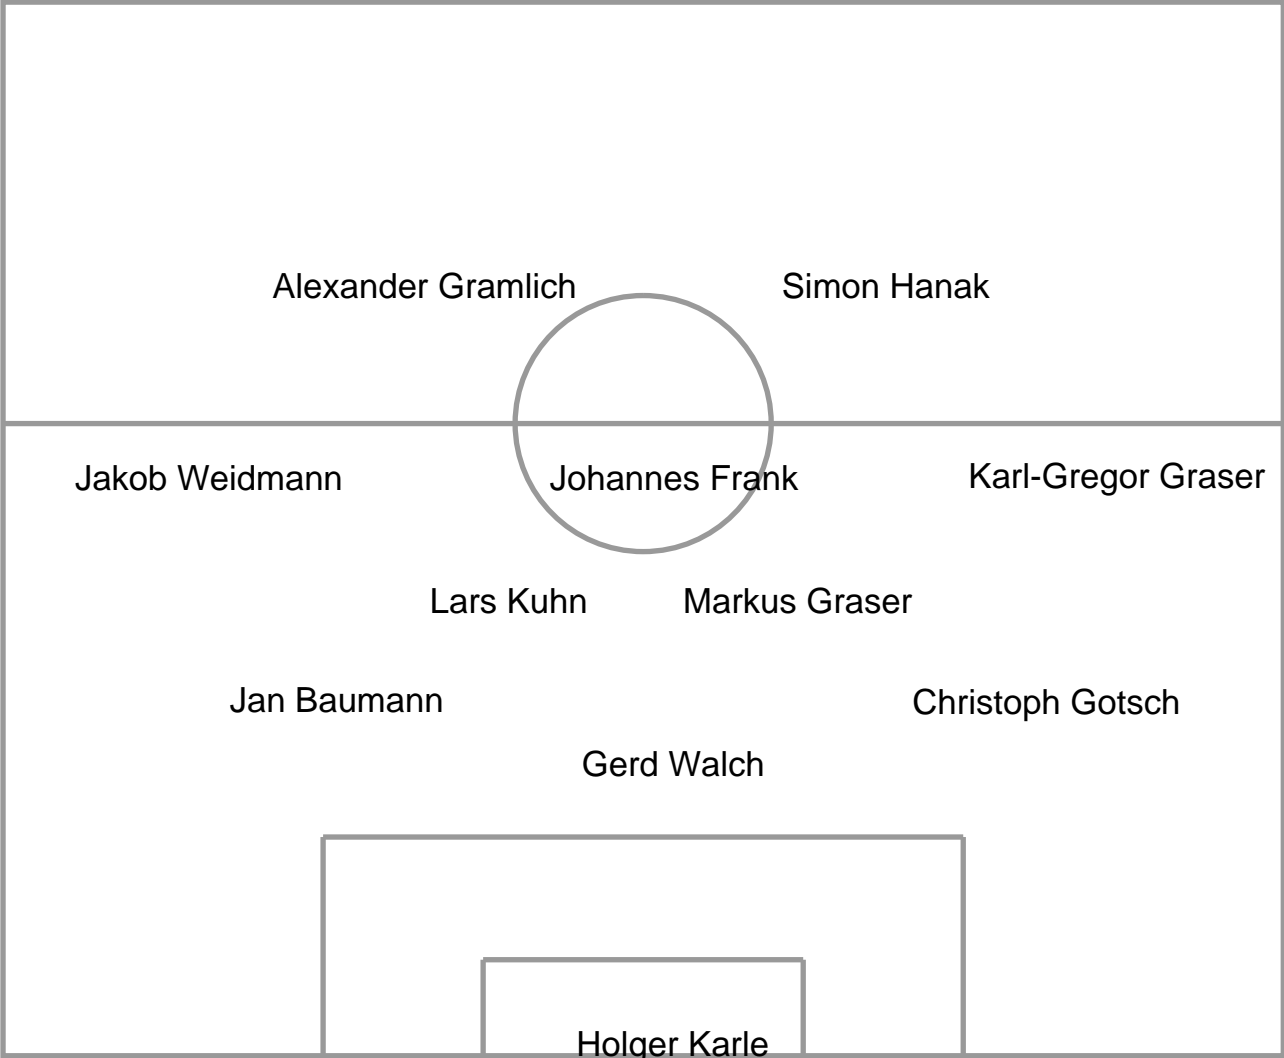 Alexander Gramlich
Simon Hanak
Jakob Weidmann
Johannes Frank
Karl-Gregor Graser
Lars Kuhn
Markus Graser
Jan Baumann
Christoph Gotsch
Gerd Walch
Holger Karle